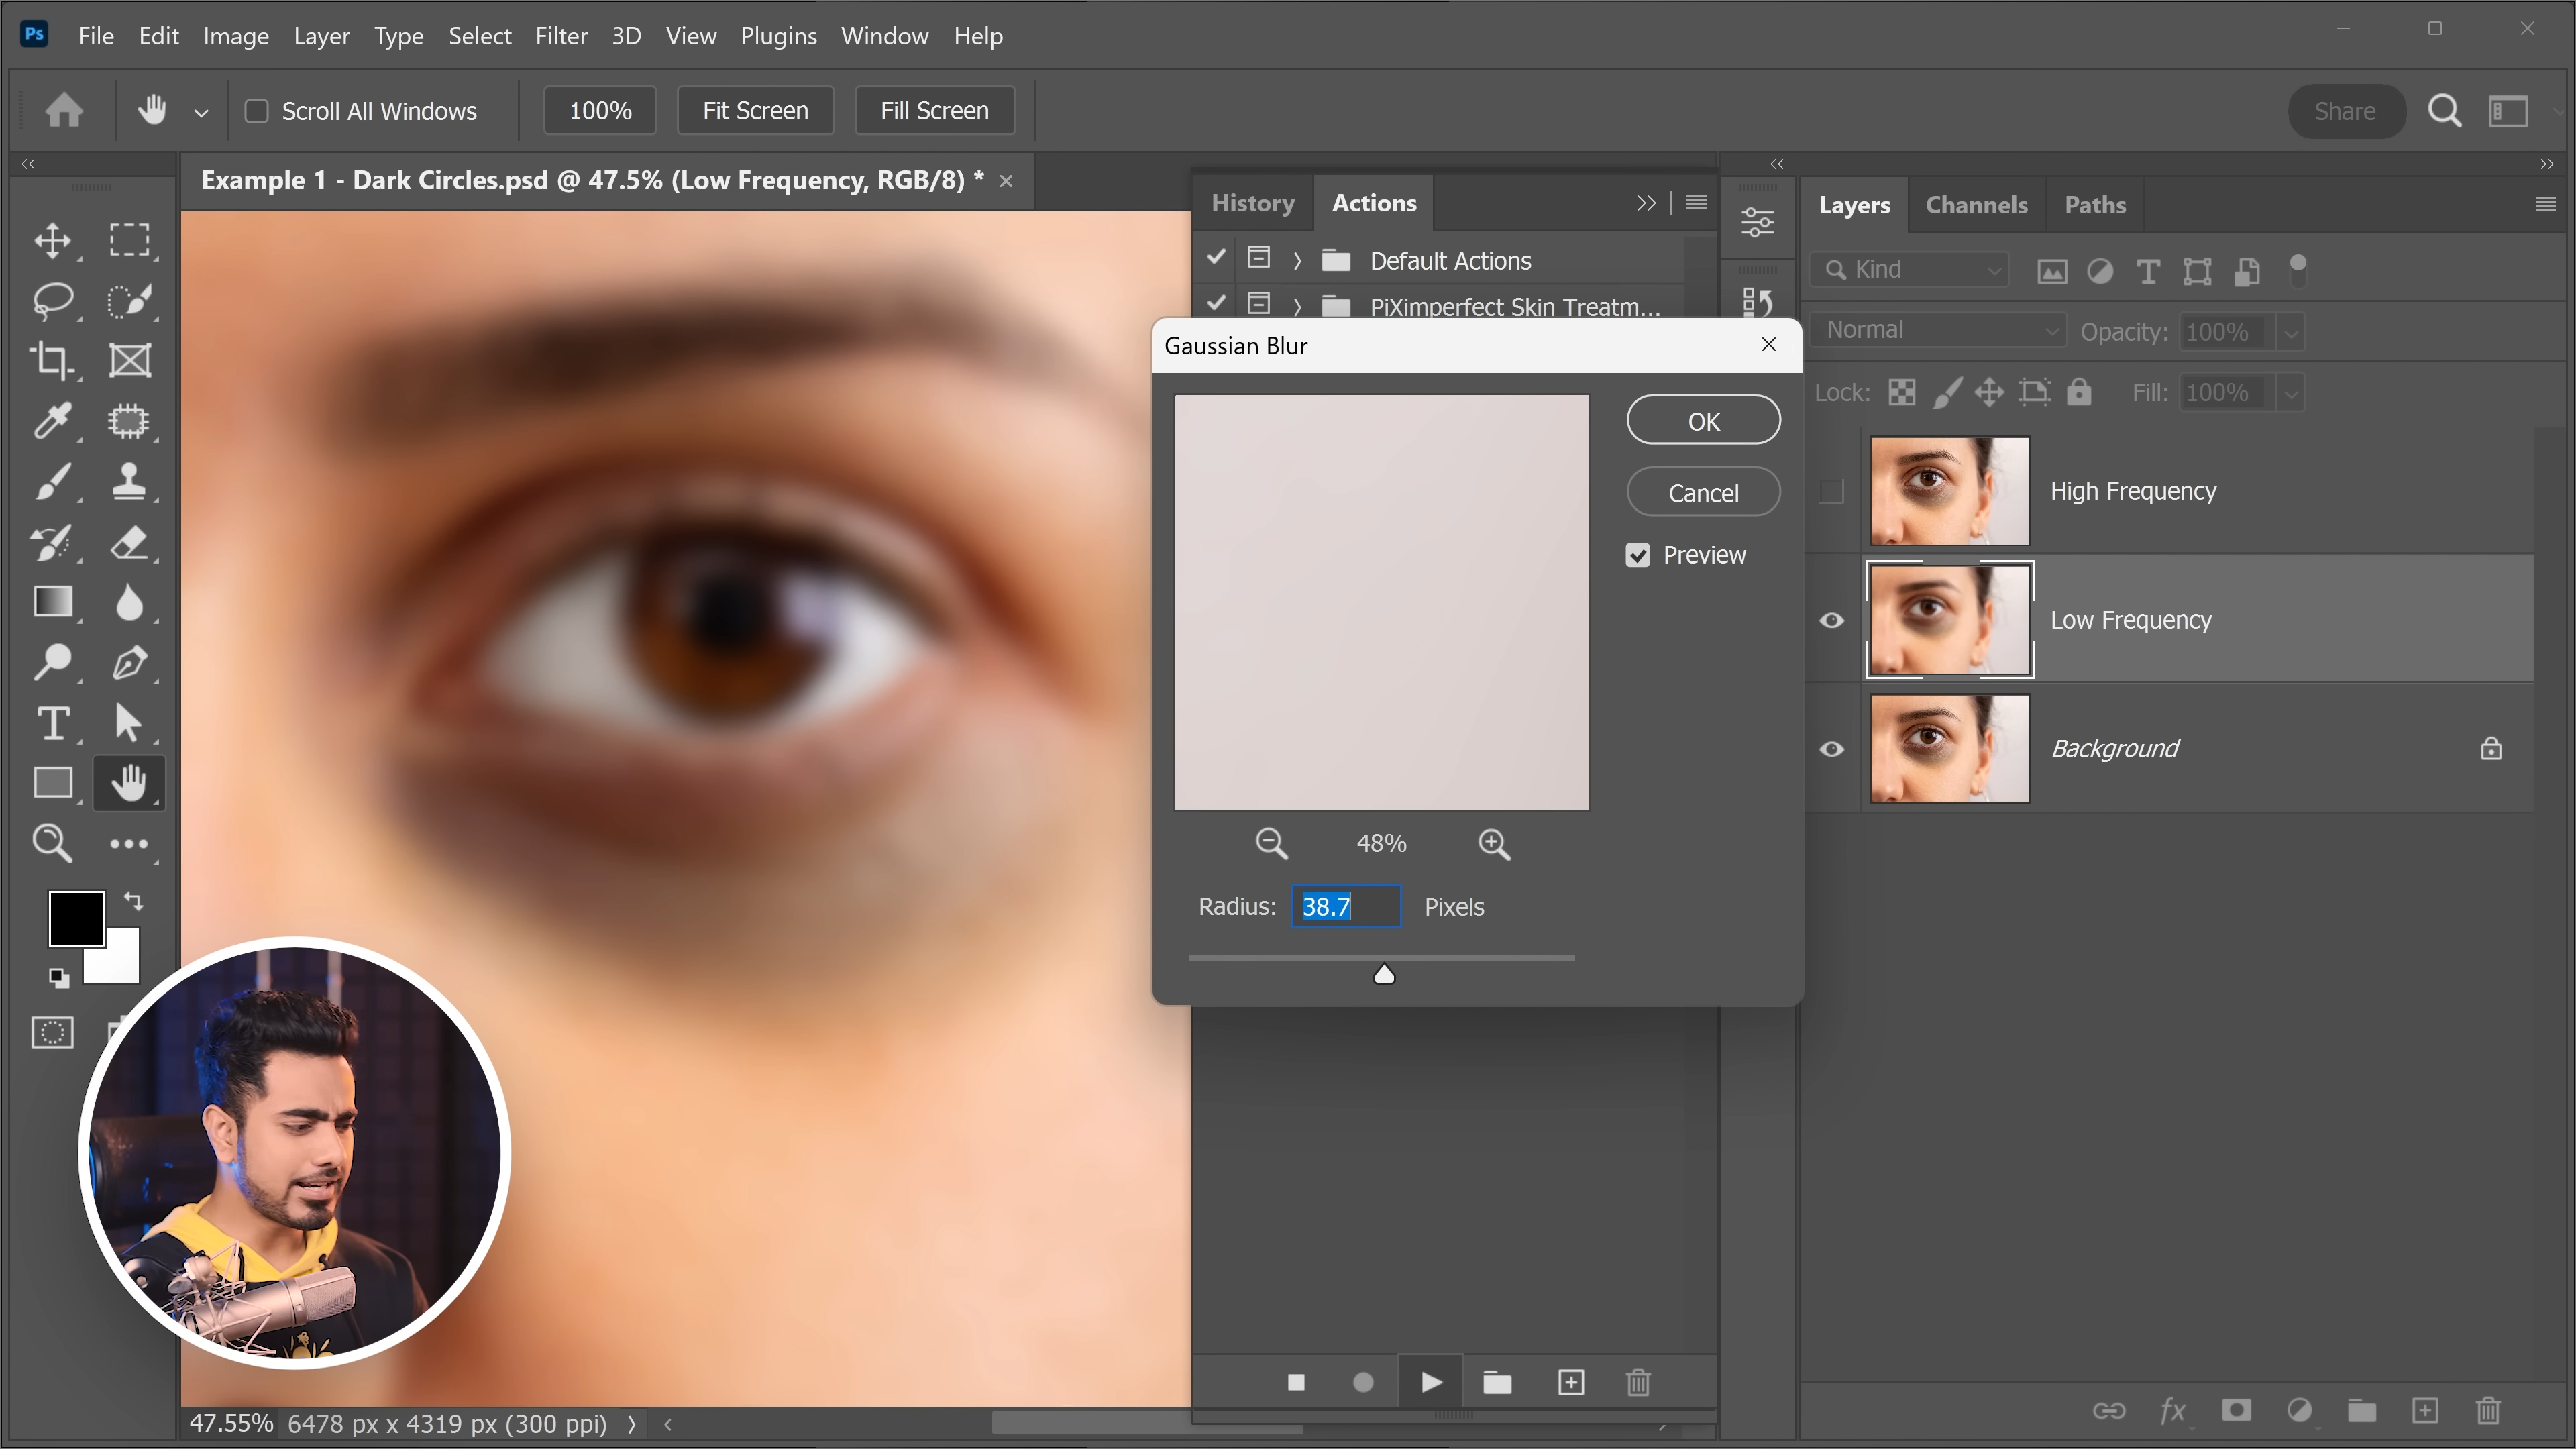 Ps File Edit Image Layer Type Select Filter 3D View Plugins Window Help
Scroll All Windows 100% Fit Screen Fill Screen Share
Example 1 - Dark Circles.psd @ 47.5% (Low Frequency, RGB/8) *
History Actions
Default Actions
PiXimperfect Skin Treatm...
Gaussian Blur
OK
Cancel
Preview
48%
Radius: 38.7 Pixels
Layers Channels Paths
Kind
Normal Opacity: 100%
Lock: Fill: 100%
High Frequency
Low Frequency
Background
47.55% 6478 px x 4319 px (300 ppi)